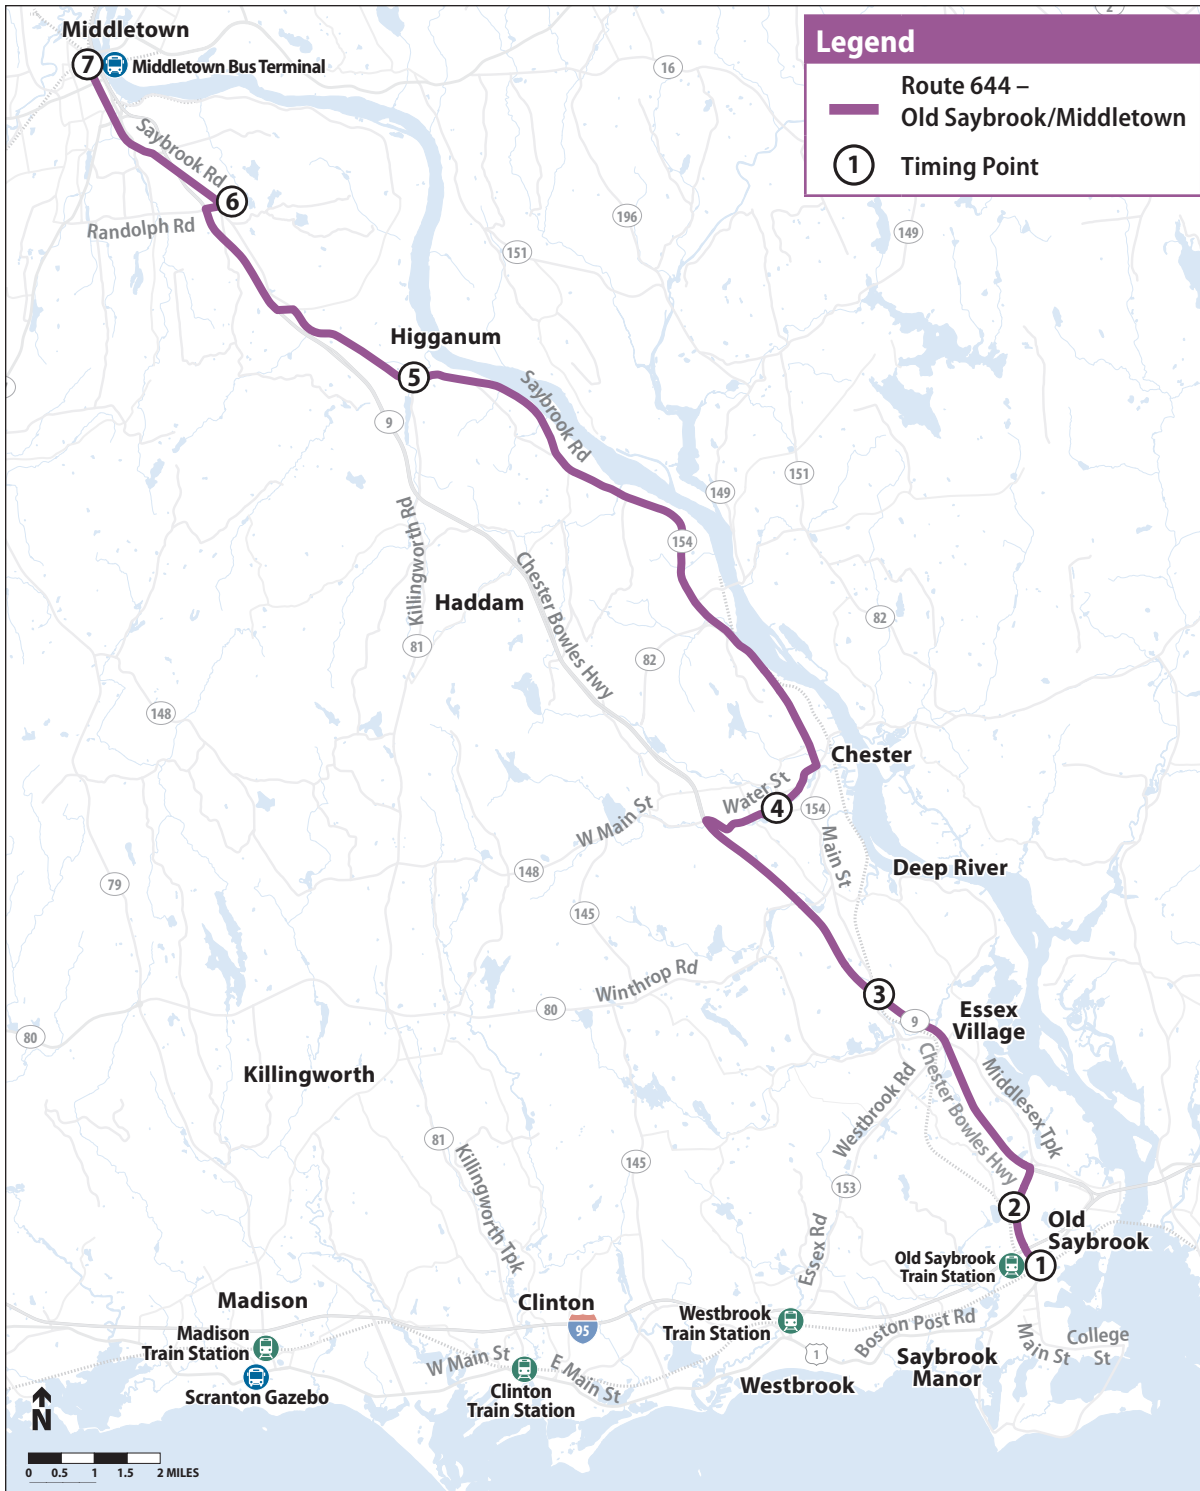 Middletown
7
Middletown Bus Terminal
Legend
Route 644 –
Old Saybrook/Middletown
1
Timing Point
2
16
Saybrook Rd
6
Randolph Rd
196
149
151
Higganum
5
Saybrook Rd
9
151
149
Killingworth Rd
154
Chester Bowles Hwy
Haddam
82
81
82
148
Chester
Water St
4
154
W Main St
Main St
Deep River
148
79
145
Winthrop Rd
3
80
9
Essex
Village
80
Killingworth
Chester Bowles Hwy
Middlesex Tpk
Westbrook Rd
81
Killingworth Tpk
145
153
2
Old
Saybrook
Essex Rd
Old Saybrook
Train Station
1
Madison
Clinton
95
Westbrook
Train Station
Boston Post Rd
Main St
College
St
Madison
Train Station
W Main St
E Main St
1
Saybrook
Manor
Scranton Gazebo
Clinton
Train Station
Westbrook
N
0 0.5 1 1.5 2 MILES